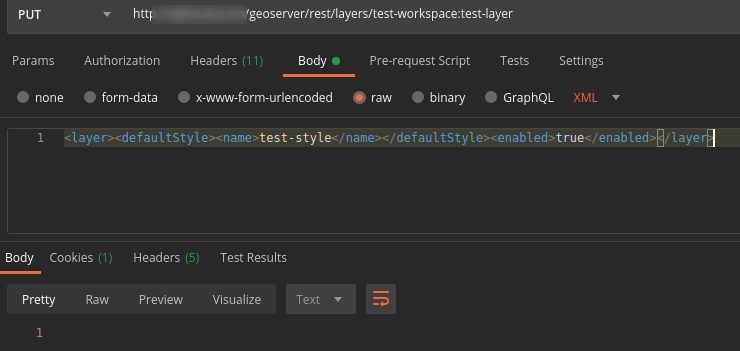 PUT http /geoserver/rest/layers/test-workspace:test-layer
Params Authorization Headers (11) Body Pre-request Script Tests Settings
none form-data x-www-form-urlencoded raw binary GraphQL XML
1 <layer><defaultStyle><name>test-style</name></defaultStyle><enabled>true</enabled></layer>
Body Cookies (1) Headers (5) Test Results
Pretty Raw Preview Visualize Text
1